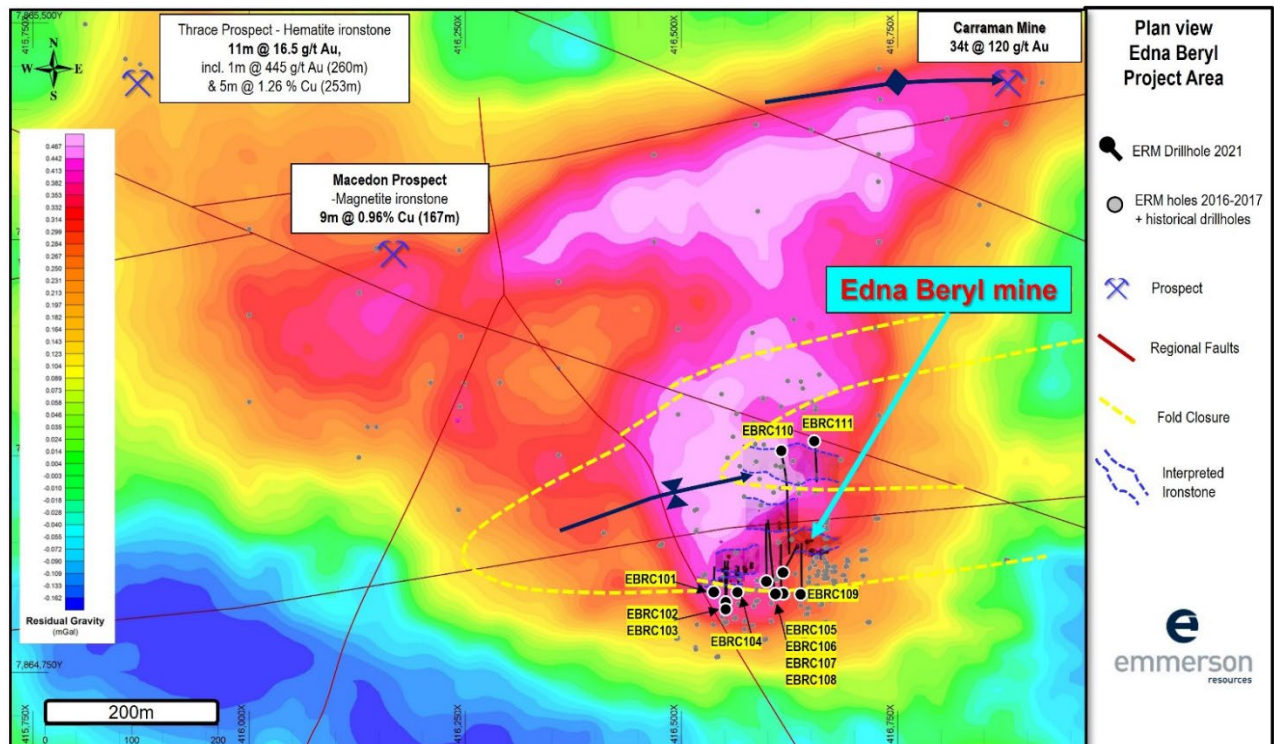 7,865,500Y
415,750X
416,250X
416,500X
416,750X
N
W E
S
Thrace Prospect - Hematite ironstone
11m @ 16.5 g/t Au,
incl. 1m @ 445 g/t Au (260m)
& 5m @ 1.26 % Cu (253m)
Carraman Mine
34t @ 120 g/t Au
Macedon Prospect
-Magnetite ironstone
9m @ 0.96% Cu (167m)
0.467
0.442
0.413
0.382
0.353
0.332
0.314
0.299
0.284
0.267
0.250
0.231
0.213
0.197
0.182
0.164
0.143
0.123
0.104
0.089
0.073
0.058
0.046
0.035
0.024
0.014
0.004
-0.004
-0.010
-0.018
-0.028
-0.040
-0.055
-0.072
-0.092
-0.109
-0.129
-0.162
Residual Gravity
(mGal)
Edna Beryl mine
EBRC110
EBRC111
EBRC101
EBRC102
EBRC103
EBRC104
EBRC105
EBRC106
EBRC107
EBRC108
EBRC109
7,864,750Y
200m
0 100 200
415,750X
416,000X
416,250X
416,500X
416,750X
Plan view
Edna Beryl
Project Area
ERM Drillhole 2021
ERM holes 2016-2017
+ historical drillholes
Prospect
Regional Faults
Fold Closure
Interpreted
Ironstone
e
emmerson
resources